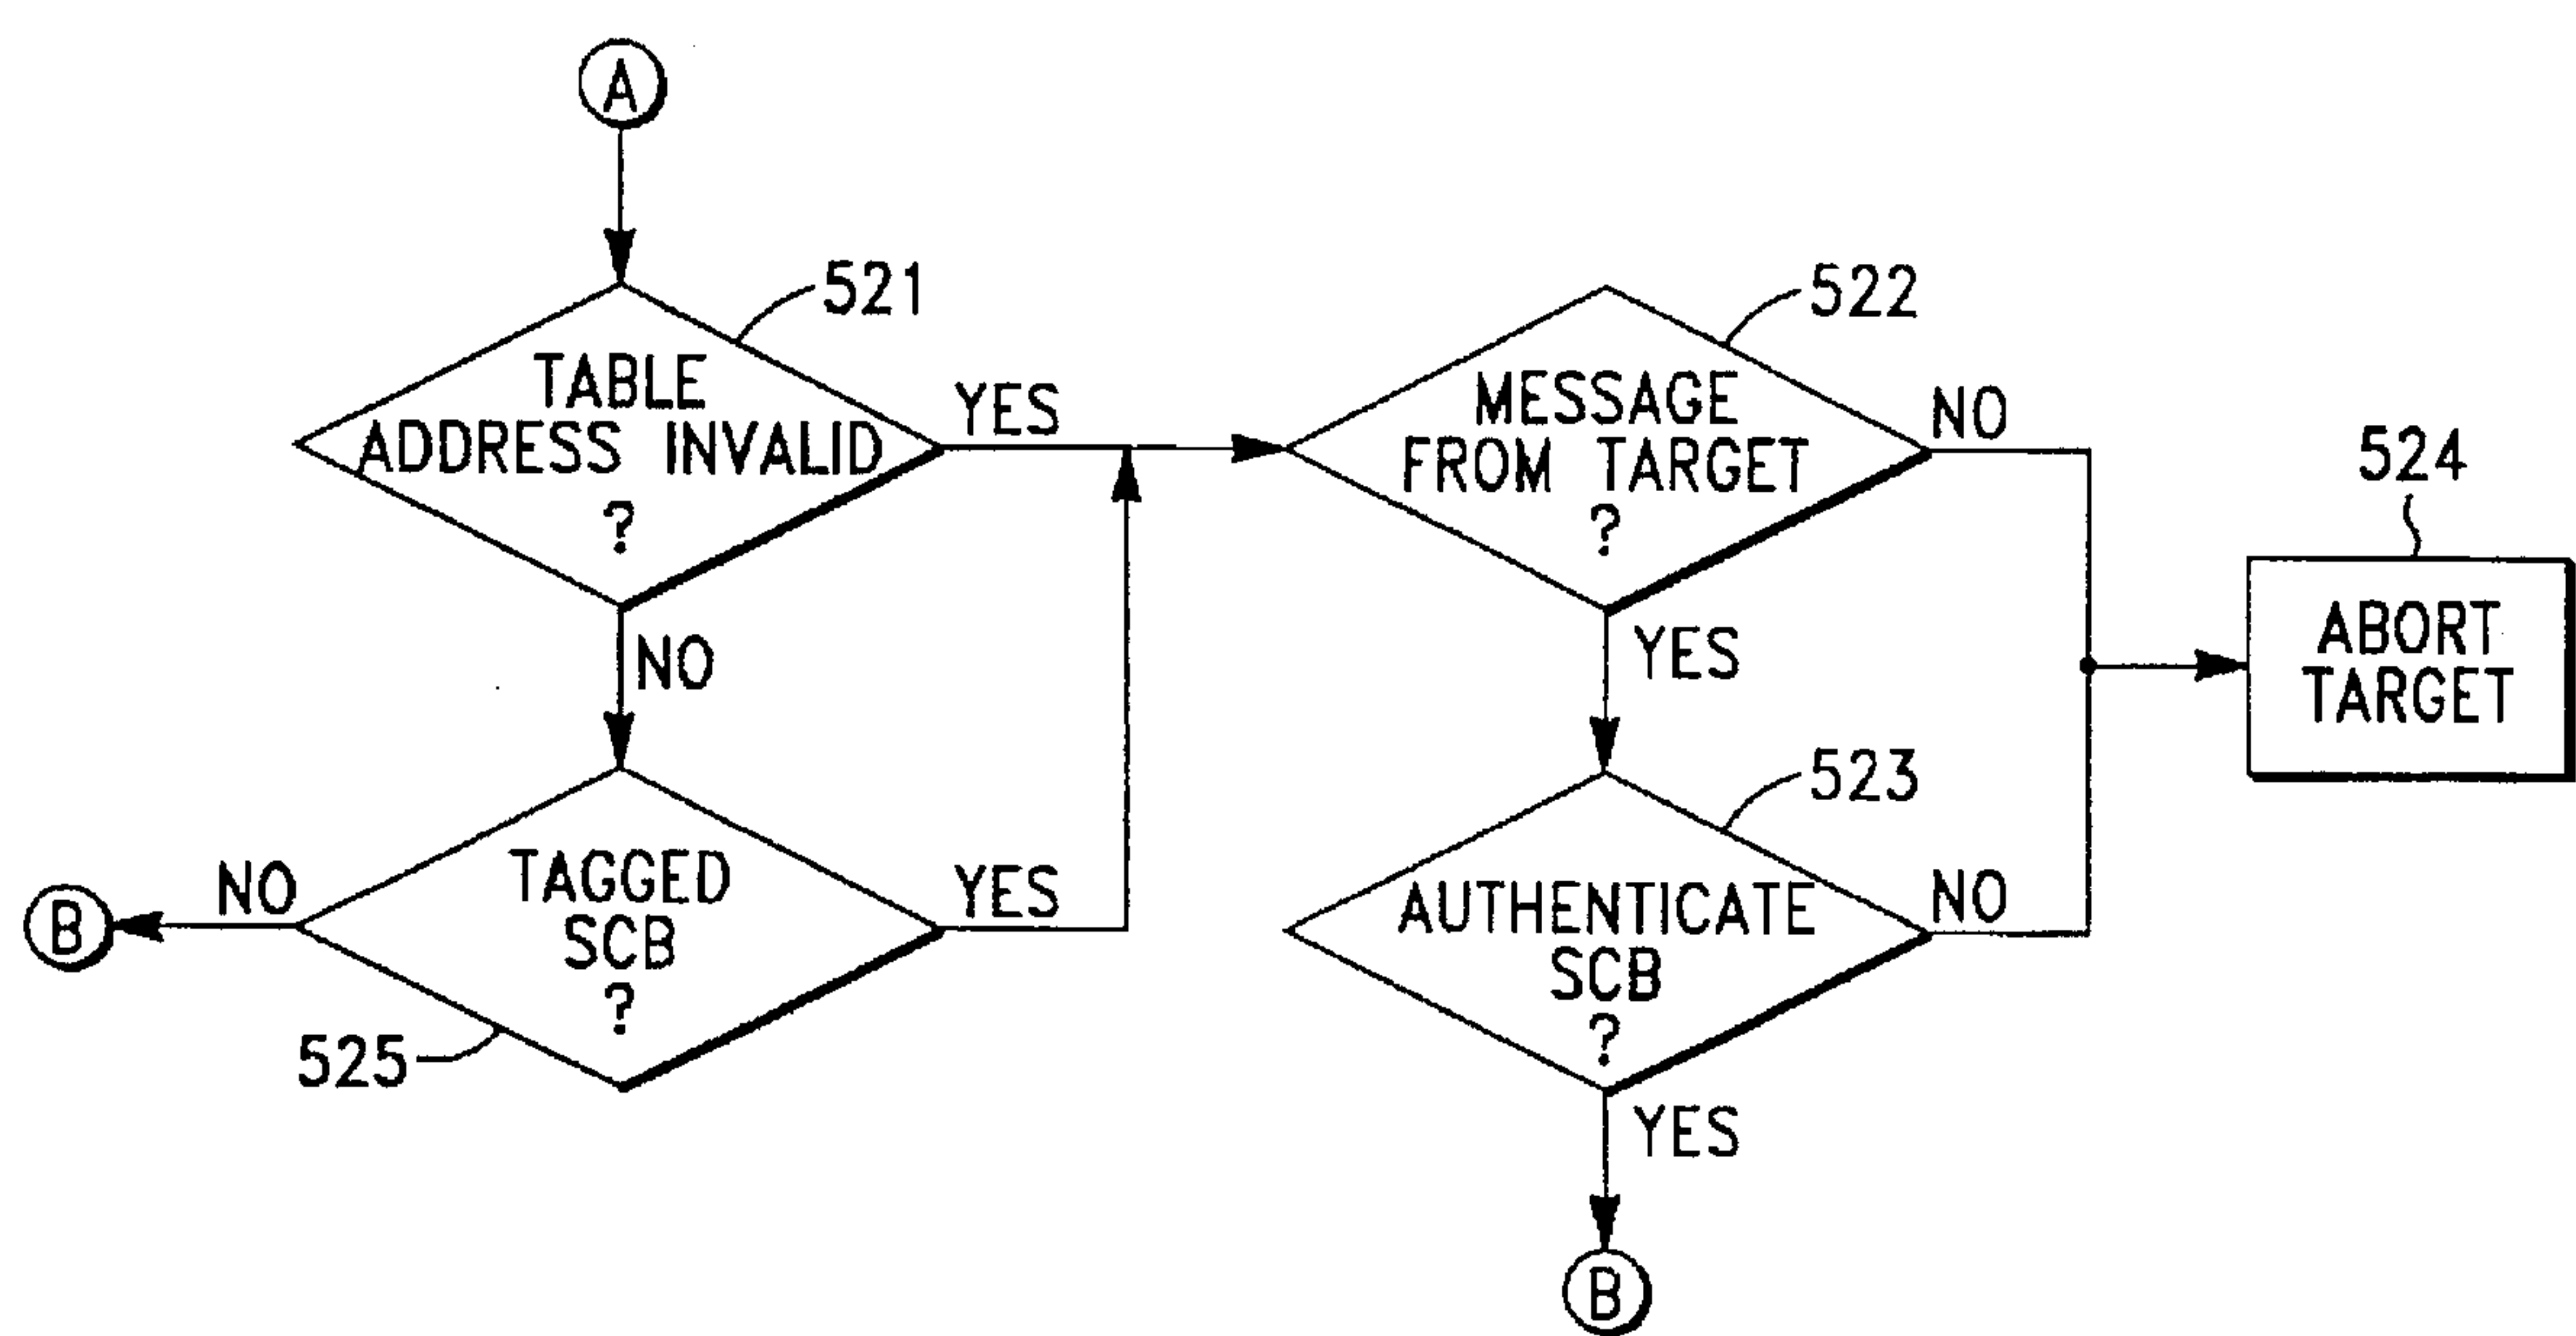 A
521
TABLE
ADDRESS INVALID
?
YES
NO
522
MESSAGE
FROM TARGET
?
NO
YES
524
ABORT
TARGET
525
TAGGED
SCB
?
NO
YES
B
523
AUTHENTICATE
SCB
?
NO
YES
B